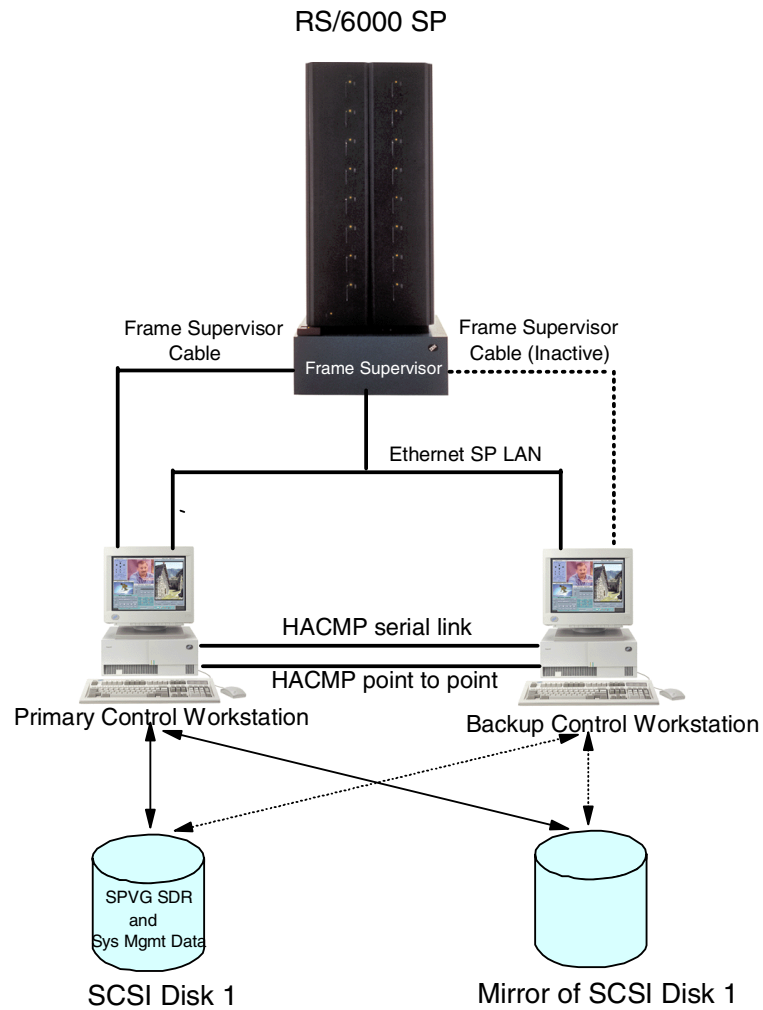 RS/6000 SP
Frame Supervisor
Cable
Frame Supervisor
Cable (Inactive)
Frame Supervisor
Ethernet SP LAN
HACMP serial link
HACMP point to point
Primary Control Workstation
Backup Control Workstation
SPVG SDR
and
Sys Mgmt Data
SCSI Disk 1
Mirror of SCSI Disk 1